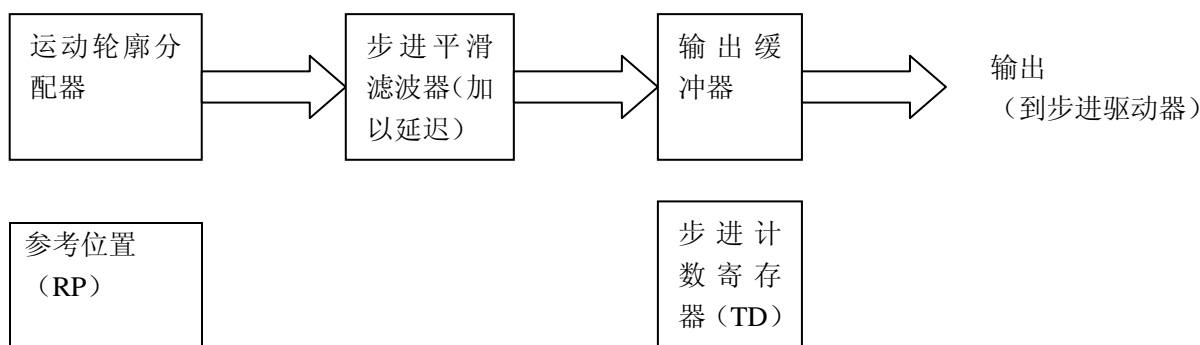 运动轮廓分
配器
步进平滑
滤波器（加
以延迟）
输出缓
冲器
输出
（到步进驱动器）
参考位置
（RP）
步进计
数寄存
器（TD）